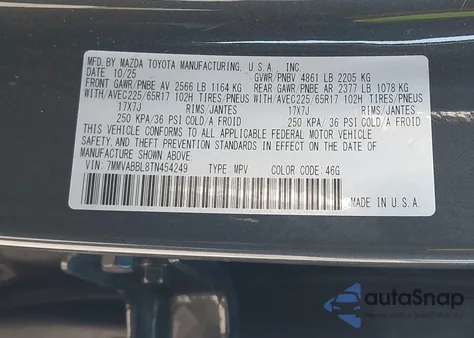 MFD.BY MAZDA TOYOTA MANUFACTURING, U.S.A., INC.
DATE: 10/25 GVWR/PNBV 4861 LB 2205 KG
FRONT GAWR/PNBE AV 2566 LB 1164 KG REAR GAWR/PNBE AR 2377 LB 1078 KG
WITH/AVEC225/65R17 102H TIRES/PNEUS WITH/AVEC225/65R17 102H TIRES/PNEUS
17X7J RIMS/JANTES 17X7J RIMS/JANTES
250 KPA/36 PSI COLD/A FROID 250 KPA/36 PSI COLD/A FROID
THIS VEHICLE CONFORMS TO ALL APPLICABLE FEDERAL MOTOR VEHICLE
SAFETY, AND THEFT PREVENTION STANDARDS IN EFFECT ON THE DATE OF
MANUFACTURE SHOWN ABOVE.
VIN: 7MMVABBL8TN454249 TYPE: MPV COLOR CODE: 46G
MADE IN U.S.A.
autoSnap